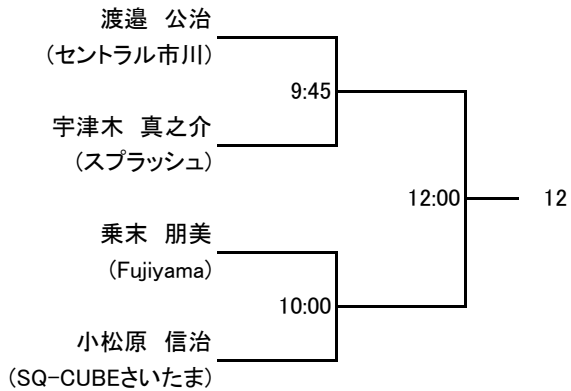 渡邉　公治
(セントラル市川)
9:45
宇津木　真之介
(スプラッシュ)
12:00
12
乗末　朋美
(Fujiyama)
10:00
小松原　信治
(SQ-CUBEさいたま)